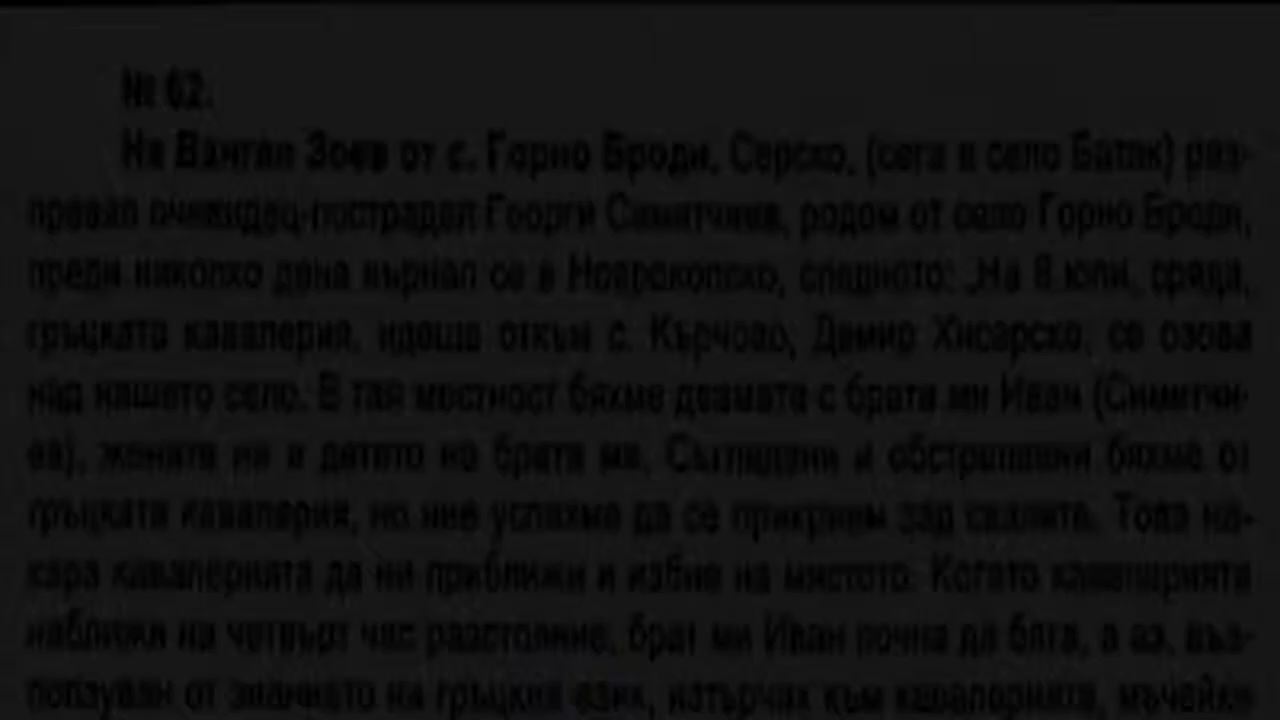 № 62.
На Вангел Зоев от с. Горно Броди, Серско, (сега в село Батак) раз-
правял очевидец-пострадал Георги Симитчиев, родом от село Горно Броди,
преди няколко дена върнал се в Неврокопско, следното: „На 8 юли, сряда,
гръцката кавалерия, идеща откъм с. Кърчово, Демир Хисарско, се озова
над нашето село. В тая местност бяхме двамата с брата ми Иван (Симитчи-
ев), жената ми и детето на брата ми. Съгледани и обстрелвани бяхме от
гръцката кавалерия, но ние успяхме да се прикрием зад скалите. Това на-
кара кавалерията да ни приближи и избие на мястото. Когато кавалерията
наближи на четвърт час разстояние, брат ми Иван почна да бяга, а аз, въз-
ползуван от знанието на гръцкия език, изтърчах към кавалерията, мъчейки